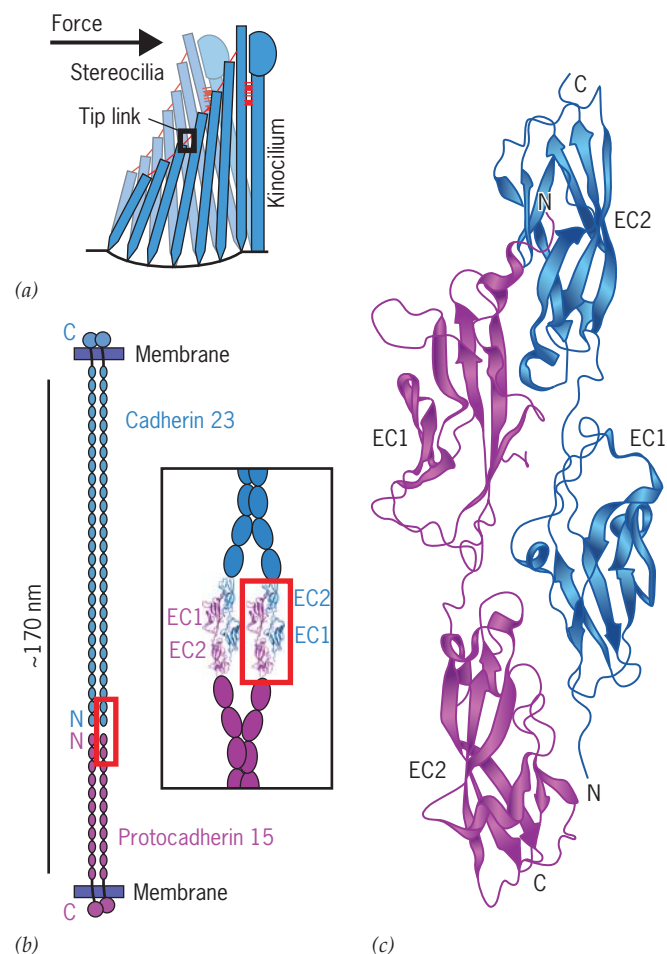 Force
Stereocilia
Tip link
Kinocilium
(a)
C
Membrane
Cadherin 23
~170 nm
N
N
EC1
EC2
EC2
EC1
Protocadherin 15
Membrane
C
(b)
C
N
EC2
EC1
EC1
EC2
N
C
(c)